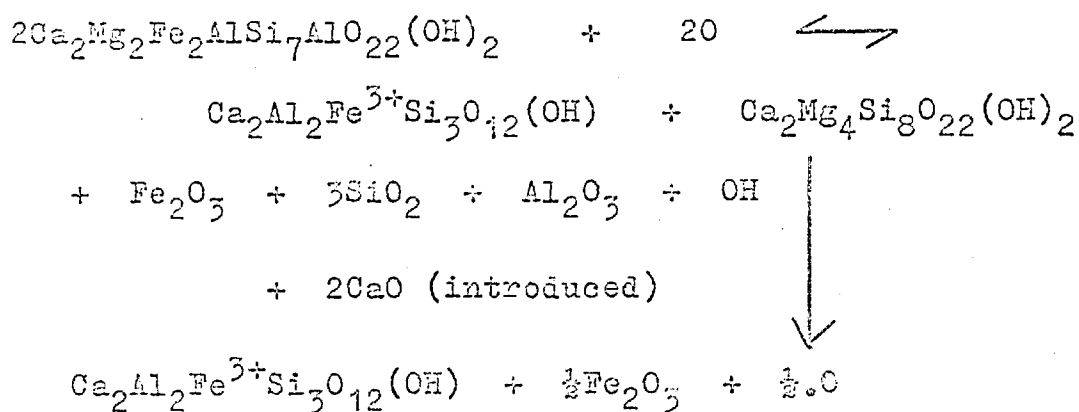 2Ca₂Mg₂Fe₂AlSi₇AlO₂₂(OH)₂ + 2O ⇌
Ca₂Al₂Fe³⁺Si₃O₁₂(OH) + Ca₂Mg₄Si₈O₂₂(OH)₂
+ Fe₂O₃ + 3SiO₂ + Al₂O₃ + OH
+ 2CaO (introduced)
Ca₂Al₂Fe³⁺Si₃O₁₂(OH) + ½Fe₂O₃ + ½.O